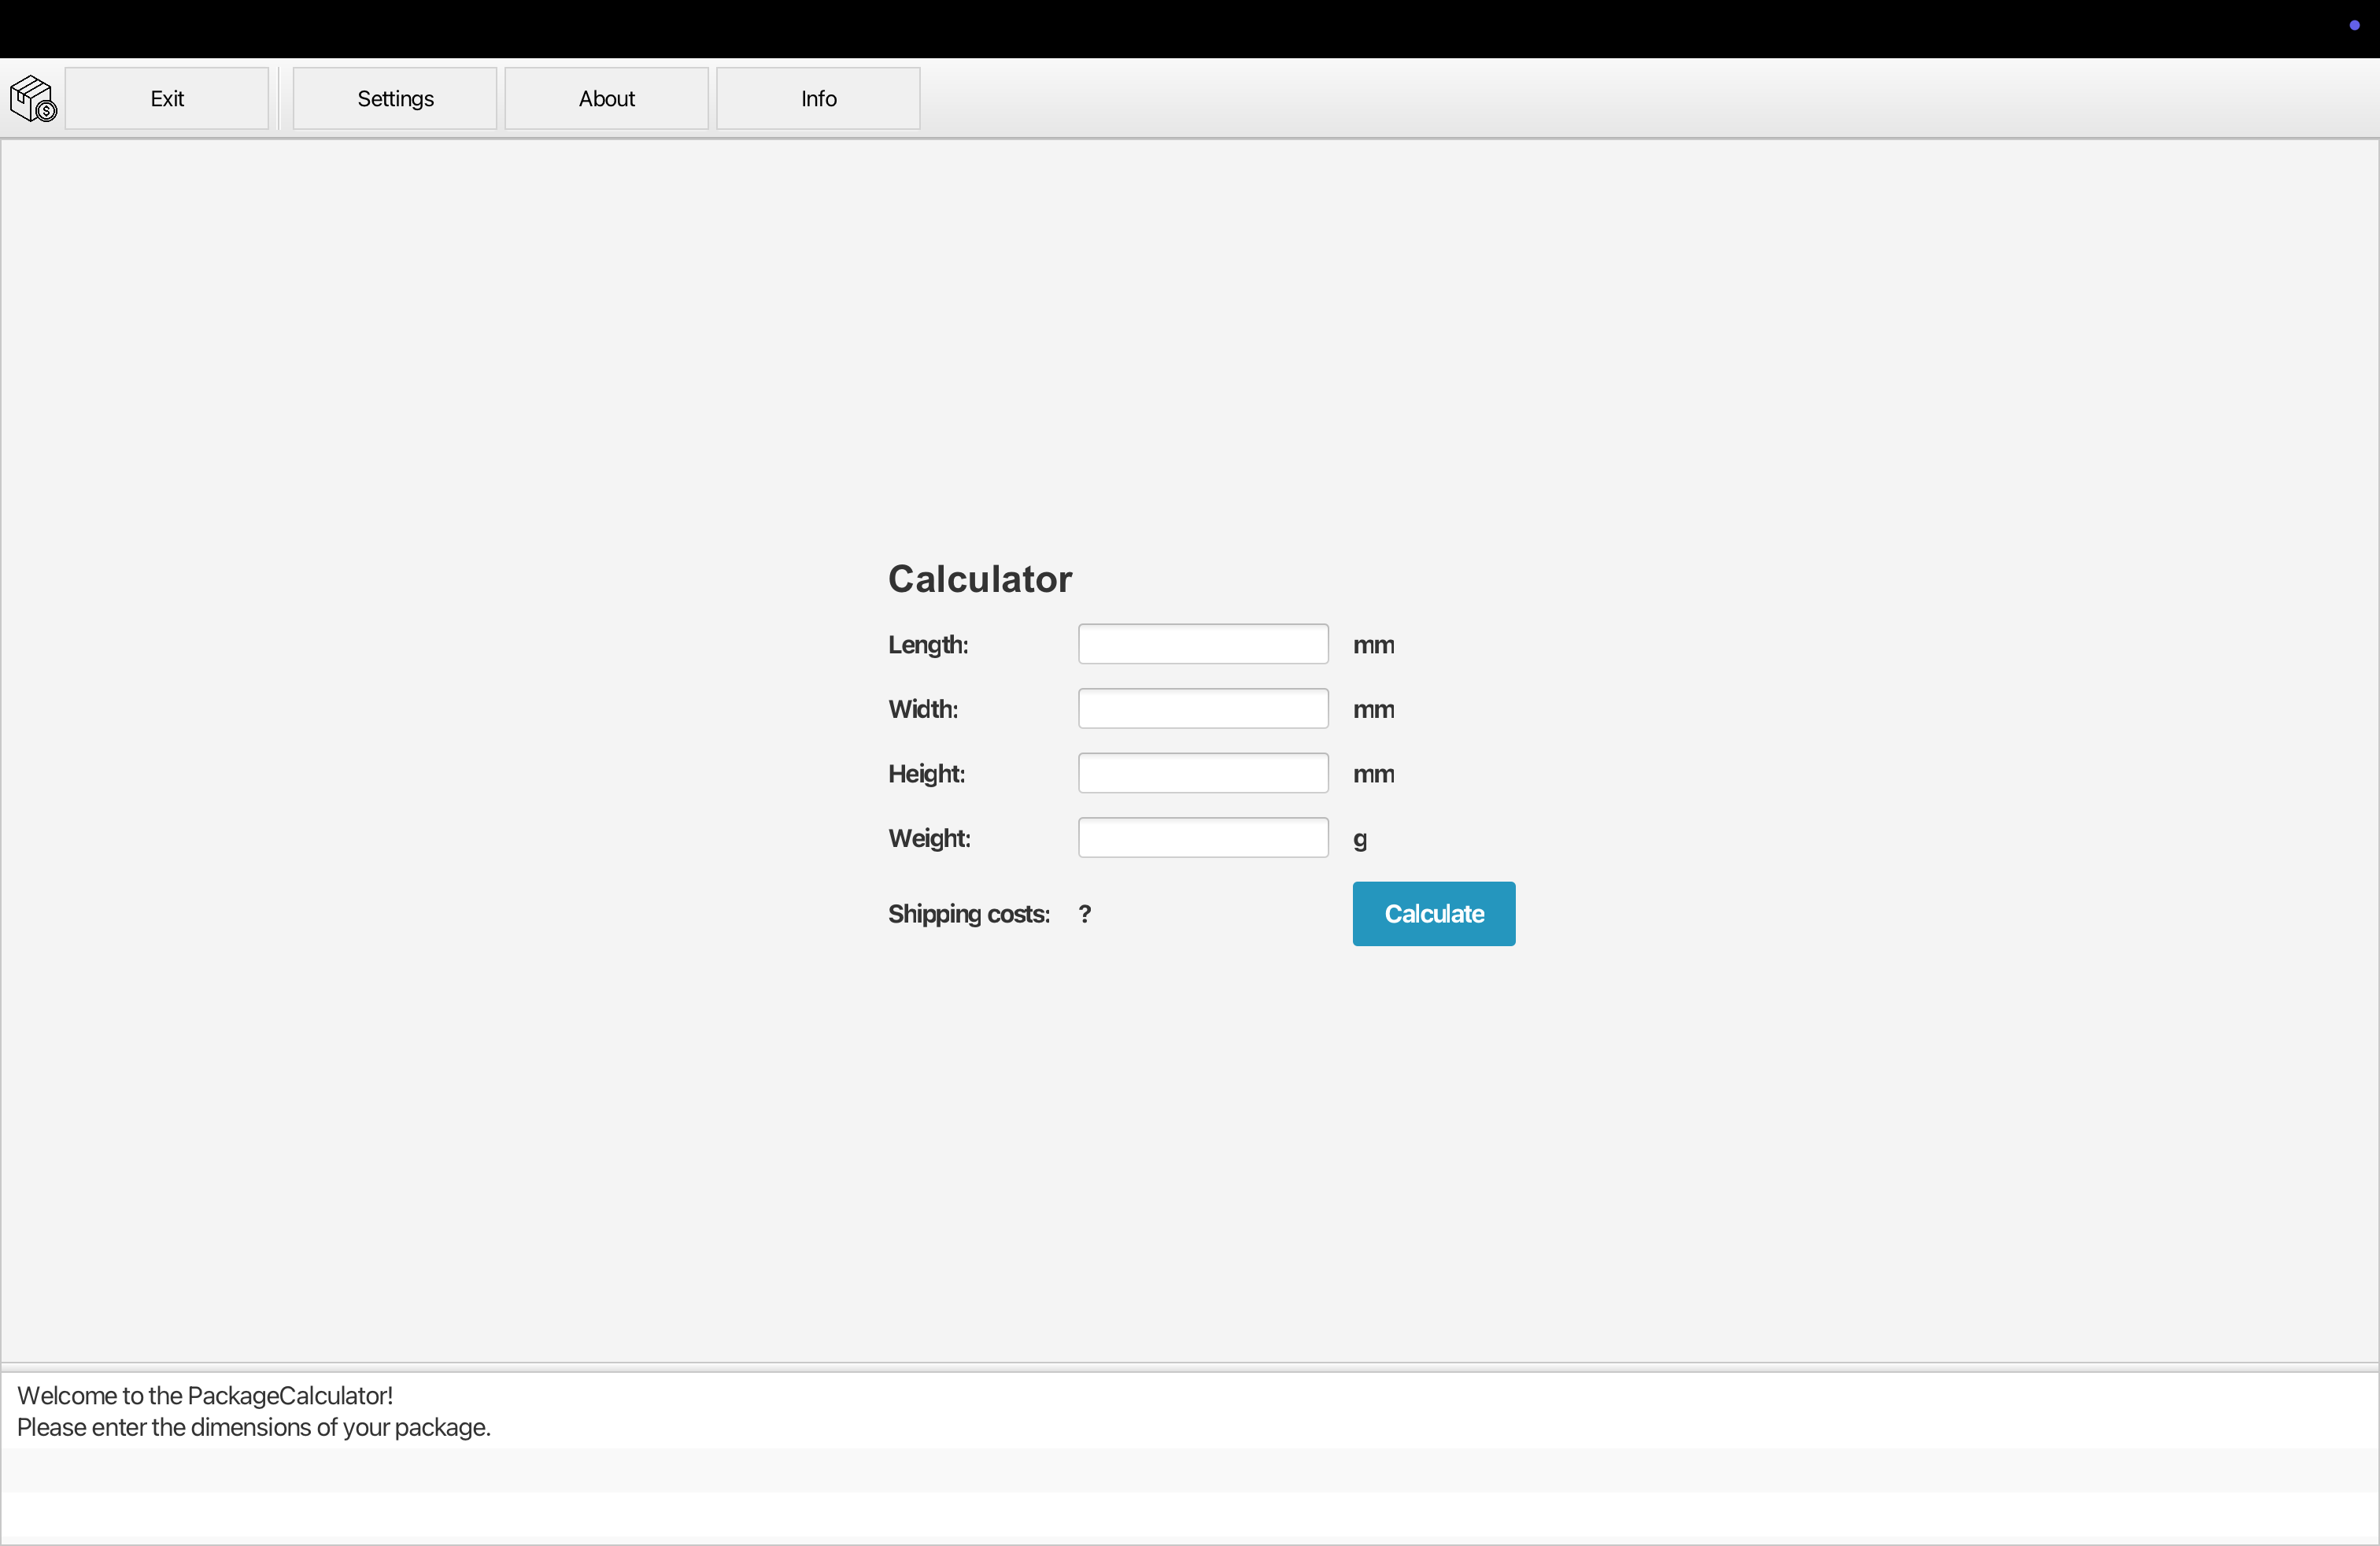 Exit Settings About Info
Calculator
Length: mm
Width: mm
Height: mm
Weight: g
Shipping costs: ? Calculate
Welcome to the PackageCalculator!
Please enter the dimensions of your package.